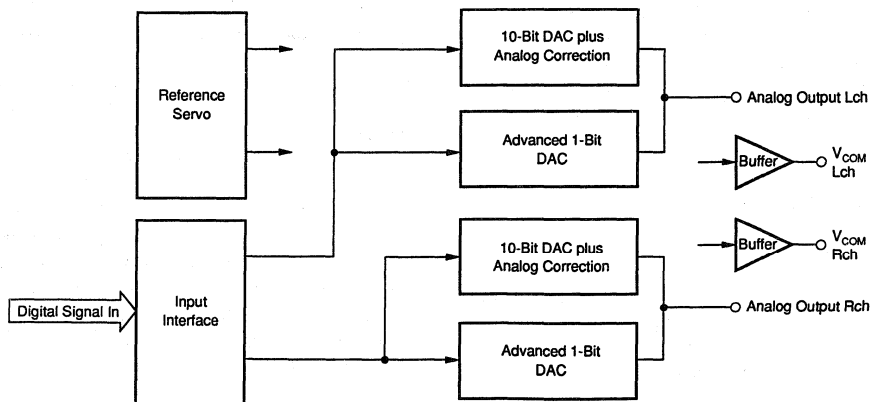 10-Bit DAC plus
Analog Correction
Reference
Servo
Analog Output Lch
Advanced 1-Bit
DAC
Buffer
VCOM
Lch
10-Bit DAC plus
Analog Correction
Buffer
VCOM
Rch
Digital Signal In
Input
Interface
Analog Output Rch
Advanced 1-Bit
DAC